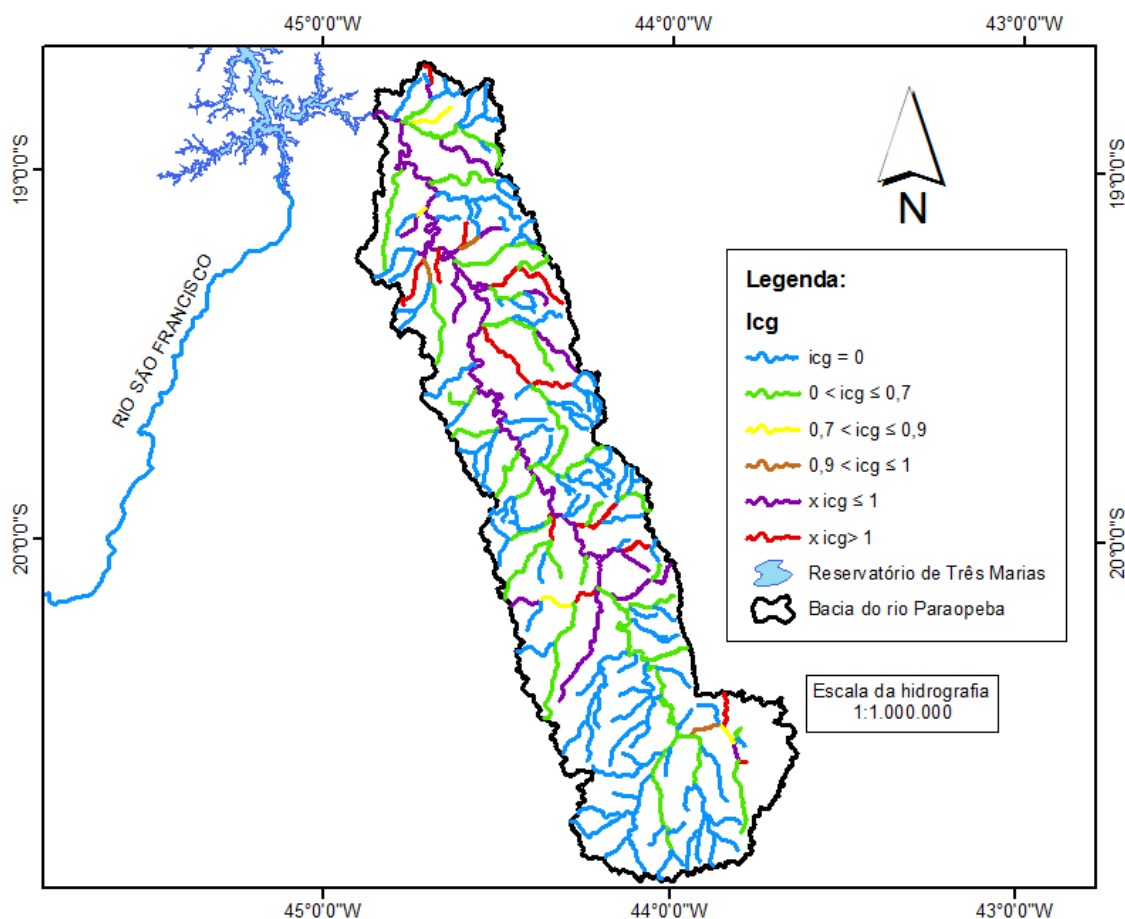 45°0'0"W 44°0'0"W 43°0'0"W
19°0'0"S
19°0'0"S
N
RIO SÃO FRANCISCO
Legenda:
Icg
icg = 0
0 < icg ≤ 0,7
0,7 < icg ≤ 0,9
0,9 < icg ≤ 1
x icg ≤ 1
x icg> 1
Reservatório de Três Marias
Bacia do rio Paraopeba
20°0'0"S
20°0'0"S
Escala da hidrografia
1:1.000.000
45°0'0"W 44°0'0"W 43°0'0"W